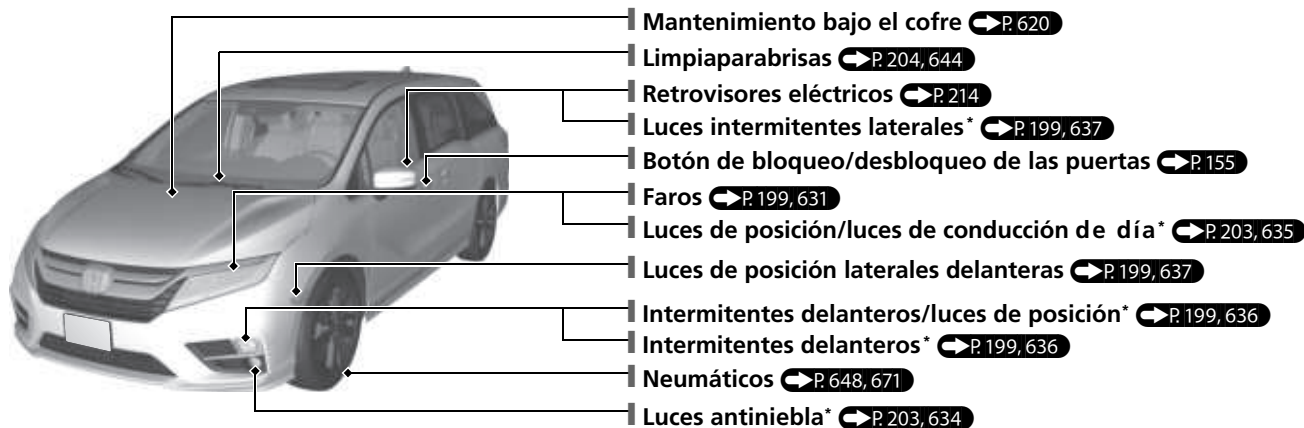 Mantenimiento bajo el cofre P. 620
Limpiaparabrisas P. 204, 644
Retrovisores eléctricos P. 214
Luces intermitentes laterales* P. 199, 637
Botón de bloqueo/desbloqueo de las puertas P. 155
Faros P. 199, 631
Luces de posición/luces de conducción de día* P. 203, 635
Luces de posición laterales delanteras P. 199, 637
Intermitentes delanteros/luces de posición* P. 199, 636
Intermitentes delanteros* P. 199, 636
Neumáticos P. 648, 671
Luces antiniebla* P. 203, 634